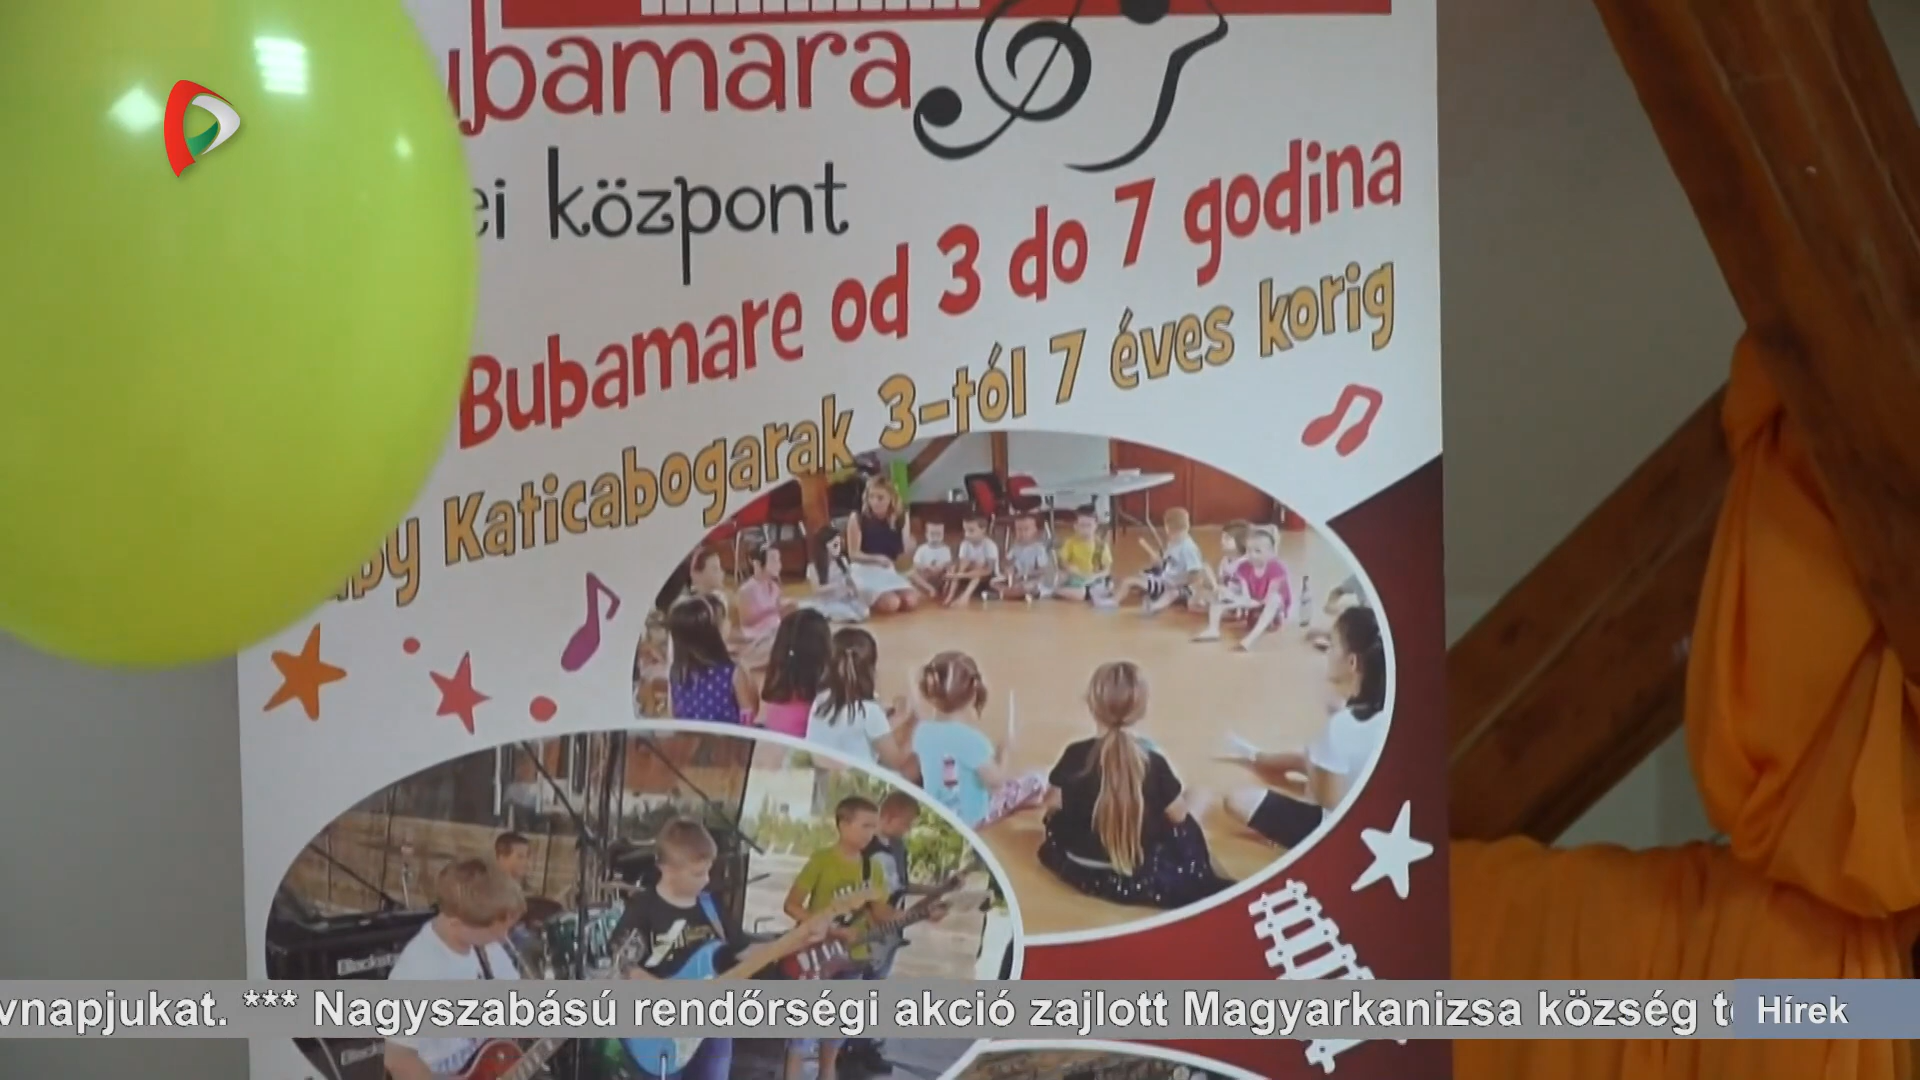 ubamara
ei központ
Bubamare od 3 do 7 godina
by Katicabogarak 3-tól 7 éves korig
vnapjukat. *** Nagyszabású rendőrségi akció zajlott Magyarkanizsa község t
Hírek